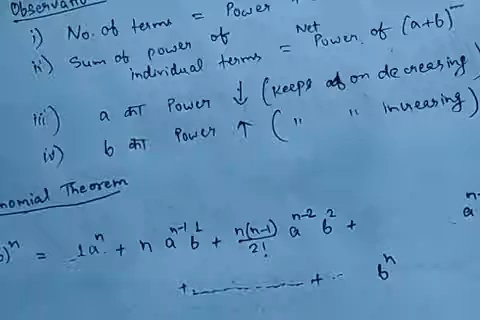 Observatio
i) No. of terms = Power
ii) Sum of power of individual terms = Net Power of (a+b)
iii) a का Power ↓ (Keeps on decreasing)
iv) b का Power ↑ ( " " increasing)
nomial Theorem
)ⁿ = 1aⁿ + n aⁿ⁻¹ b¹ + n(n-1)/2! aⁿ⁻² b² +
+ ............ + .. bⁿ